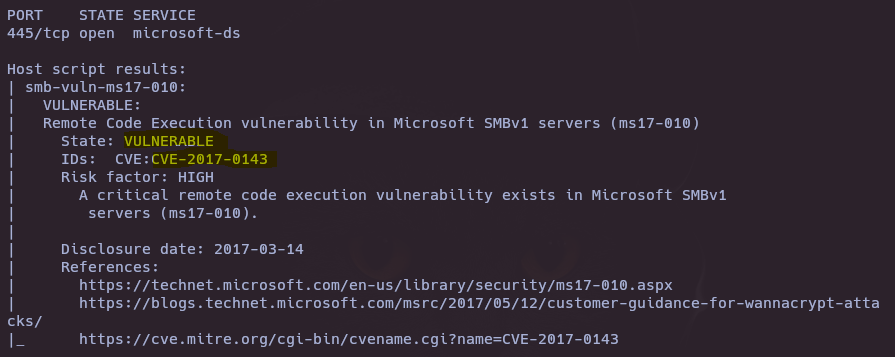 PORT    STATE SERVICE
445/tcp open  microsoft-ds

Host script results:
| smb-vuln-ms17-010:
|   VULNERABLE:
|   Remote Code Execution vulnerability in Microsoft SMBv1 servers (ms17-010)
|     State: VULNERABLE
|     IDs:  CVE:CVE-2017-0143
|     Risk factor: HIGH
|       A critical remote code execution vulnerability exists in Microsoft SMBv1
|        servers (ms17-010).
|
|     Disclosure date: 2017-03-14
|     References:
|       https://technet.microsoft.com/en-us/library/security/ms17-010.aspx
|       https://blogs.technet.microsoft.com/msrc/2017/05/12/customer-guidance-for-wannacrypt-atta
cks/
|_      https://cve.mitre.org/cgi-bin/cvename.cgi?name=CVE-2017-0143